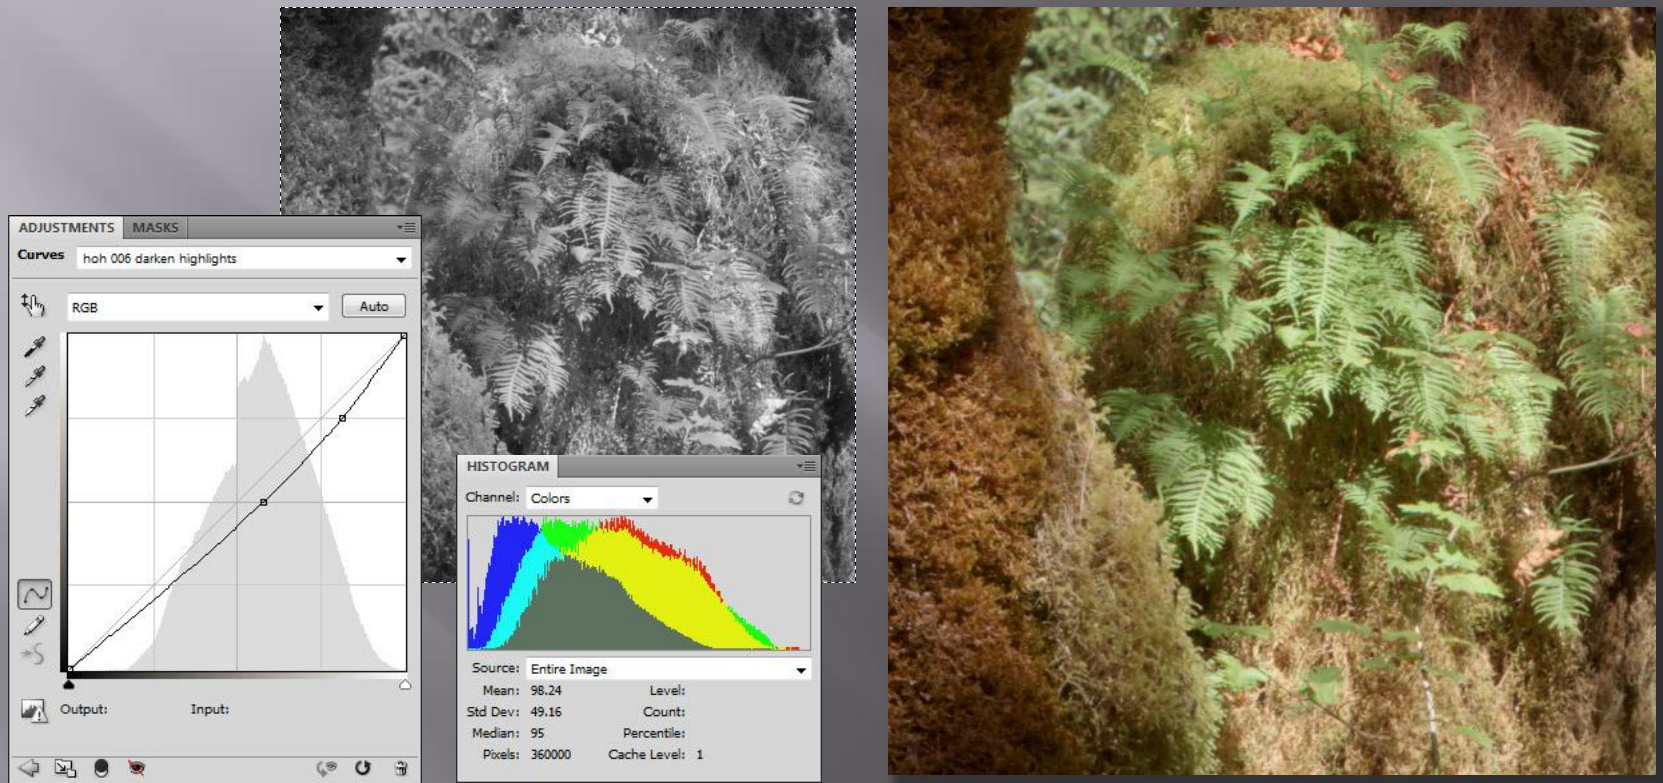 ADJUSTMENTS MASKS
Curves hoh 006 darken highlights
RGB Auto
Output: Input:
HISTOGRAM
Channel: Colors
Source: Entire Image
Mean: 98.24 Level:
Std Dev: 49.16 Count:
Median: 95 Percentile:
Pixels: 360000 Cache Level: 1